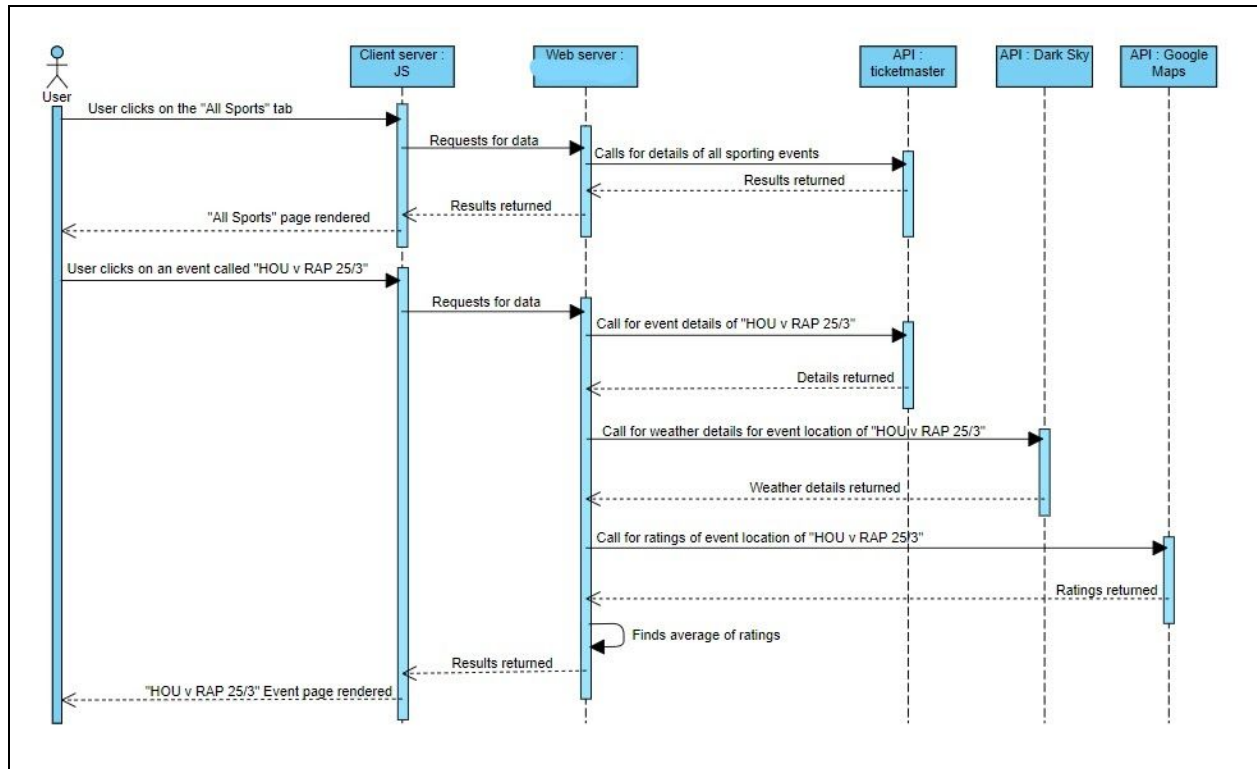 Client server :
JS
Web server :
API :
ticketmaster
API : Dark Sky
API : Google
Maps
User
User clicks on the "All Sports" tab
Requests for data
Calls for details of all sporting events
Results returned
Results returned
"All Sports" page rendered
User clicks on an event called "HOU v RAP 25/3"
Requests for data
Call for event details of "HOU v RAP 25/3"
Details returned
Call for weather details for event location of "HOU v RAP 25/3"
Weather details returned
Call for ratings of event location of "HOU v RAP 25/3"
Ratings returned
Finds average of ratings
Results returned
"HOU v RAP 25/3" Event page rendered